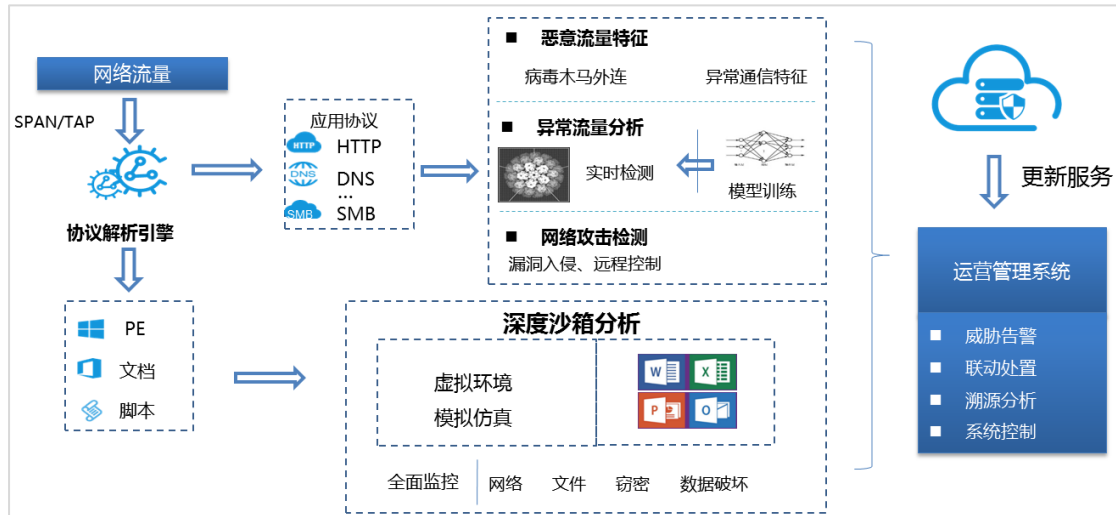 网络流量
SPAN/TAP
协议解析引擎
应用协议
HTTP HTTP
DNS DNS
...
SMB SMB
PE
文档
脚本
恶意流量特征
病毒木马外连 异常通信特征
异常流量分析
实时检测
模型训练
网络攻击检测
漏洞入侵、远程控制
深度沙箱分析
虚拟环境
模拟仿真
W X
P O
全面监控 网络 文件 窃密 数据破坏
更新服务
运营管理系统
威胁告警
联动处置
溯源分析
系统控制